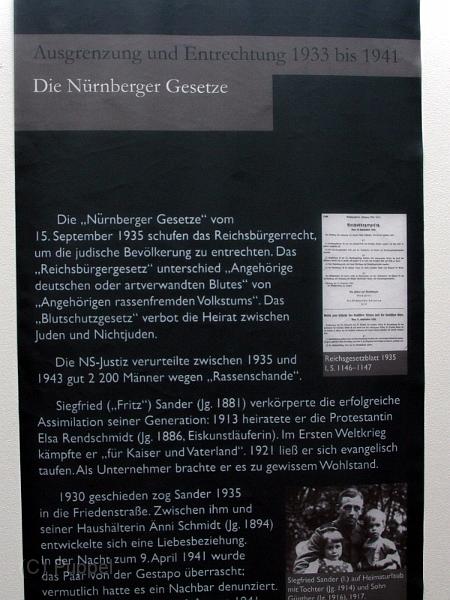 Ausgrenzung und Entrechtung 1933 bis 1941
Die Nürnberger Gesetze
Die „Nürnberger Gesetze“ vom
15. September 1935 schufen das Reichsbürgerrecht,
um die judische Bevölkerung zu entrechten. Das
„Reichsbürgergesetz“ unterschied „Angehörige
deutschen oder artverwandten Blutes“ von
„Angehörigen rassenfremden Volkstums“. Das
„Blutschutzgesetz“ verbot die Heirat zwischen
Juden und Nichtjuden.
Reichsgesetzblatt 1935
I, S. 1146–1147
Die NS-Justiz verurteilte zwischen 1935 und
1943 gut 2 200 Männer wegen „Rassenschande“.
Siegfried („Fritz“) Sander (Jg. 1881) verkörperte die erfolgreiche
Assimilation seiner Generation: 1913 heiratete er die Protestantin
Elsa Rendschmidt (Jg. 1886, Eiskunstläuferin). Im Ersten Weltkrieg
kämpfte er „für Kaiser und Vaterland“. 1921 ließ er sich evangelisch
taufen. Als Unternehmer brachte er es zu gewissem Wohlstand.
1930 geschieden zog Sander 1935
in die Friedenstraße. Zwischen ihm und
seiner Haushälterin Änni Schmidt (Jg. 1894)
entwickelte sich eine Liebesbeziehung.
In der Nacht zum 9. April 1941 wurde
das Paar von der Gestapo überrascht;
vermutlich hatte es ein Nachbar denunziert.
Siegfried Sander (l.) auf Heimaturlaub
mit Tochter (Jg. 1914) und Sohn
Günther (Jg. 1916), 1917.
(C) Puppel